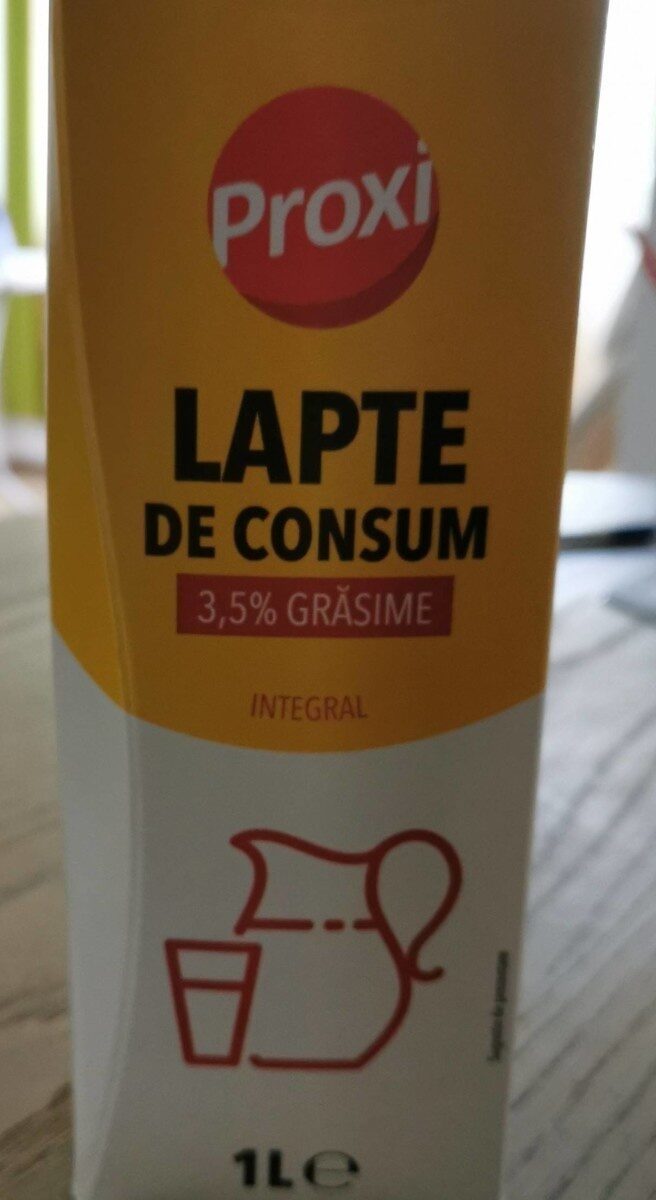 Proxi
LAPTE
DE CONSUM
3,5% GRĂSIME
INTEGRAL
1L ℮